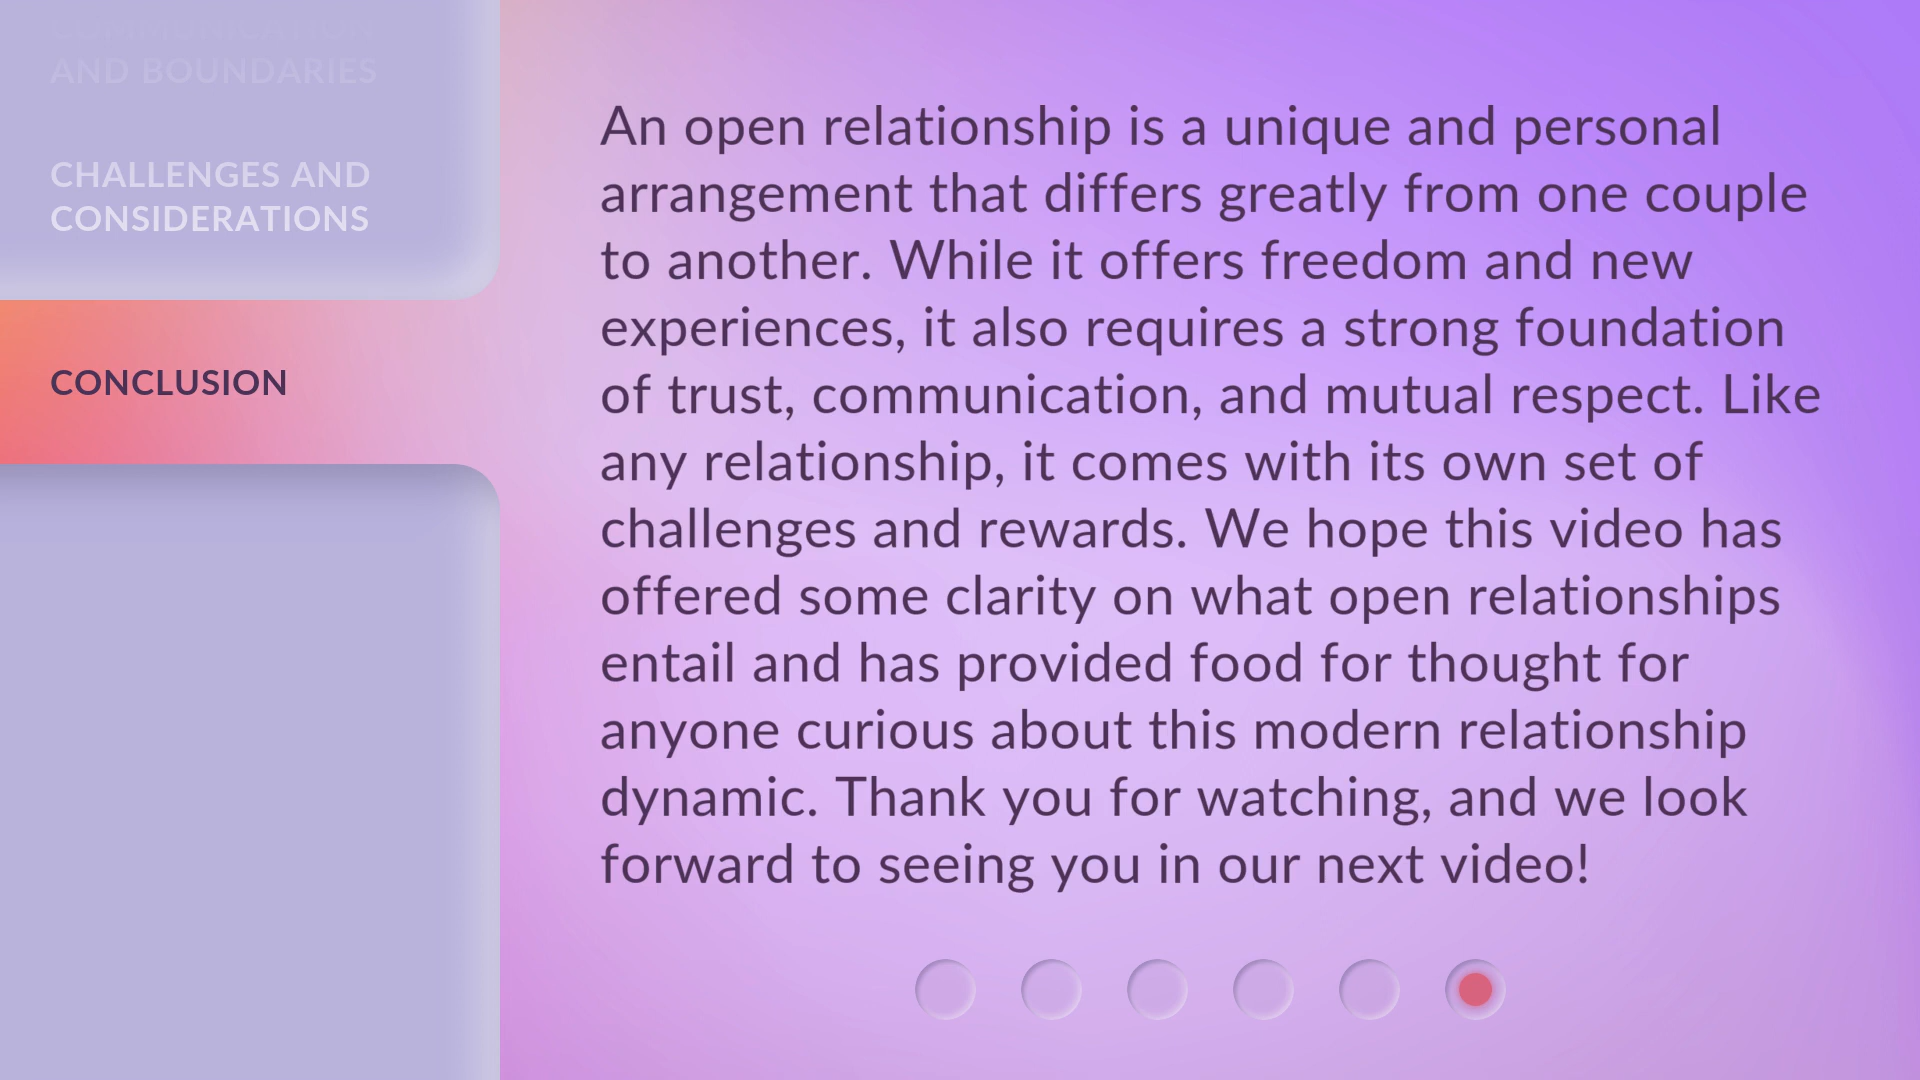 COMMUNICATION
AND BOUNDARIES
CHALLENGES AND
CONSIDERATIONS
CONCLUSION
An open relationship is a unique and personal
arrangement that differs greatly from one couple
to another. While it offers freedom and new
experiences, it also requires a strong foundation
of trust, communication, and mutual respect. Like
any relationship, it comes with its own set of
challenges and rewards. We hope this video has
offered some clarity on what open relationships
entail and has provided food for thought for
anyone curious about this modern relationship
dynamic. Thank you for watching, and we look
forward to seeing you in our next video!